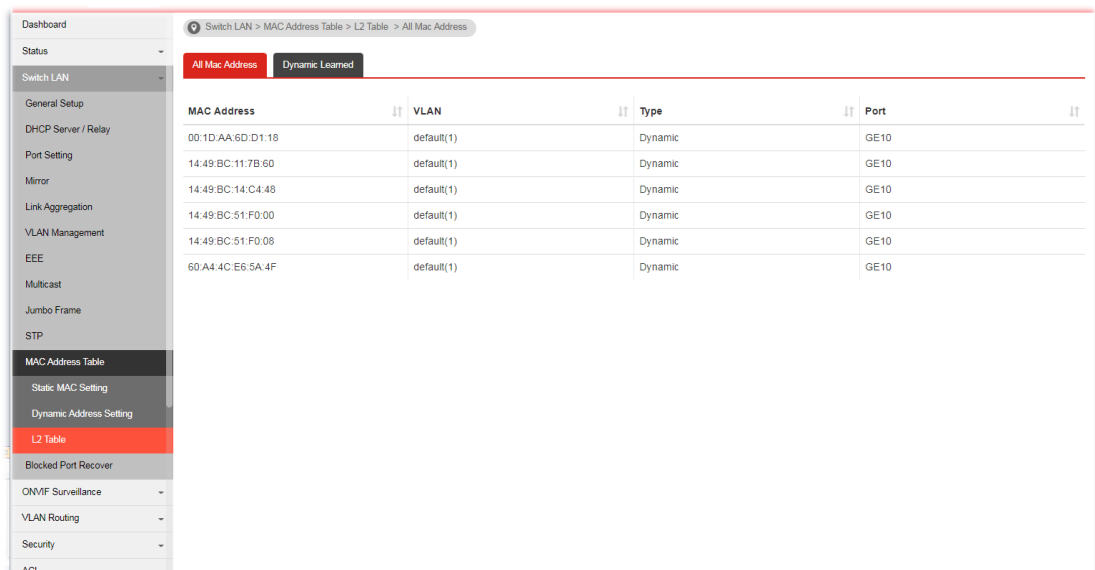 Dashboard
Status
Switch LAN
General Setup
DHCP Server / Relay
Port Setting
Mirror
Link Aggregation
VLAN Management
EEE
Multicast
Jumbo Frame
STP
MAC Address Table
Static MAC Setting
Dynamic Address Setting
L2 Table
Blocked Port Recover
ONVIF Surveillance
VLAN Routing
Security
ACL
Switch LAN > MAC Address Table > L2 Table > All Mac Address
All Mac Address Dynamic Learned
MAC Address VLAN Type Port
00:1D:AA:6D:D1:18 default(1) Dynamic GE10
14:49:BC:11:7B:60 default(1) Dynamic GE10
14:49:BC:14:C4:48 default(1) Dynamic GE10
14:49:BC:51:F0:00 default(1) Dynamic GE10
14:49:BC:51:F0:08 default(1) Dynamic GE10
60:A4:4C:E6:5A:4F default(1) Dynamic GE10